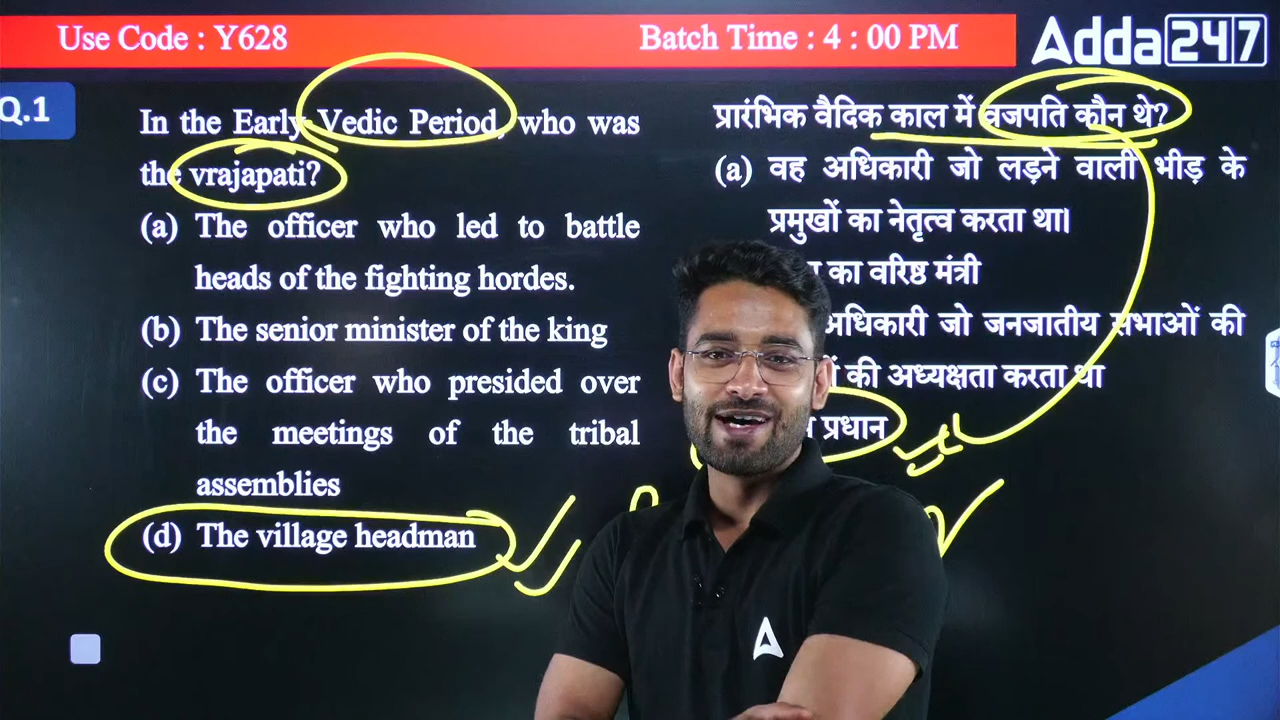 Use Code : Y628
Batch Time : 4 : 00 PM
Adda247
Q.1
In the Early Vedic Period, who was
the vrajapati?
(a) The officer who led to battle
heads of the fighting hordes.
(b) The senior minister of the king
(c) The officer who presided over
the meetings of the tribal
assemblies
(d) The village headman
प्रारंभिक वैदिक काल में वजपति कौन थे?
(a) वह अधिकारी जो लड़ने वाली भीड़ के
प्रमुखों का नेतृत्व करता था।
का वरिष्ठ मंत्री
अधिकारी जो जनजातीय सभाओं की
की अध्यक्षता करता था
प्रधान